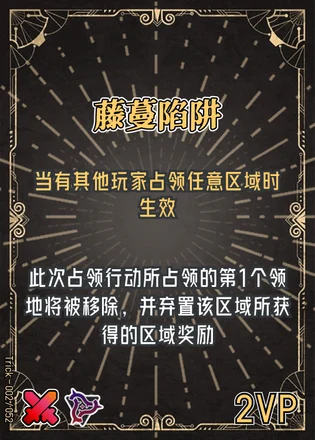 藤蔓陷阱
当有其他玩家占领任意区域时
生效
此次占领行动所占领的第1个领
地将被移除，并弃置该区域所获
得的区域奖励
Trick-0027/052
2VP